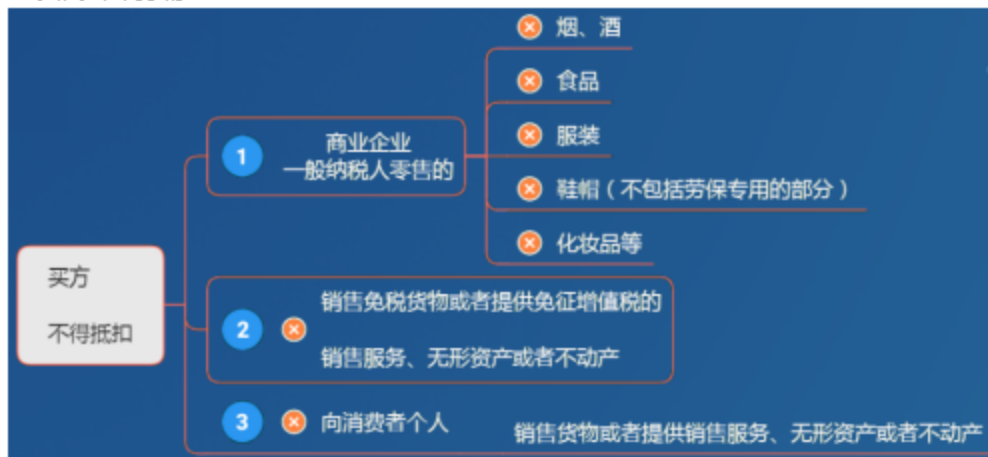 买方
不得抵扣
1
商业企业
一般纳税人零售的
烟、酒
食品
服装
鞋帽（不包括劳保专用的部分）
化妆品等
2
销售免税货物或者提供免征增值税的
销售服务、无形资产或者不动产
3
向消费者个人
销售货物或者提供销售服务、无形资产或者不动产